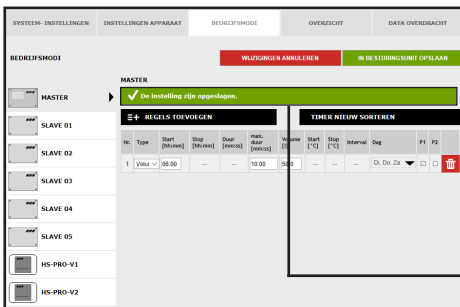 SYSTEEM- INSTELLINGEN
INSTELLINGEN APPARAAT
BEDRIJFSMODI
OVERZICHT
DATA OVERDRACHT
BEDRIJFSMODI
WIJZIGINGEN ANNULEREN
IN BESTURINGSUNIT OPSLAAN
MASTER
De instelling zijn opgeslagen.
REGELS TOEVOEGEN
TIMER NIEUW SORTEREN
Nr. Type Start [hh:mm] Stop [hh:mm] Duur [mm:ss] max. duur [mm:ss] Volume Start [°C] Stop [°C] Interval Dag P1 P2
1 Volu 06:00 -- -- 10:00 50,0 -- -- -- Di, Do, Za
MASTER
SLAVE 01
SLAVE 02
SLAVE 03
SLAVE 04
SLAVE 05
HS-PRO-V1
HS-PRO-V2